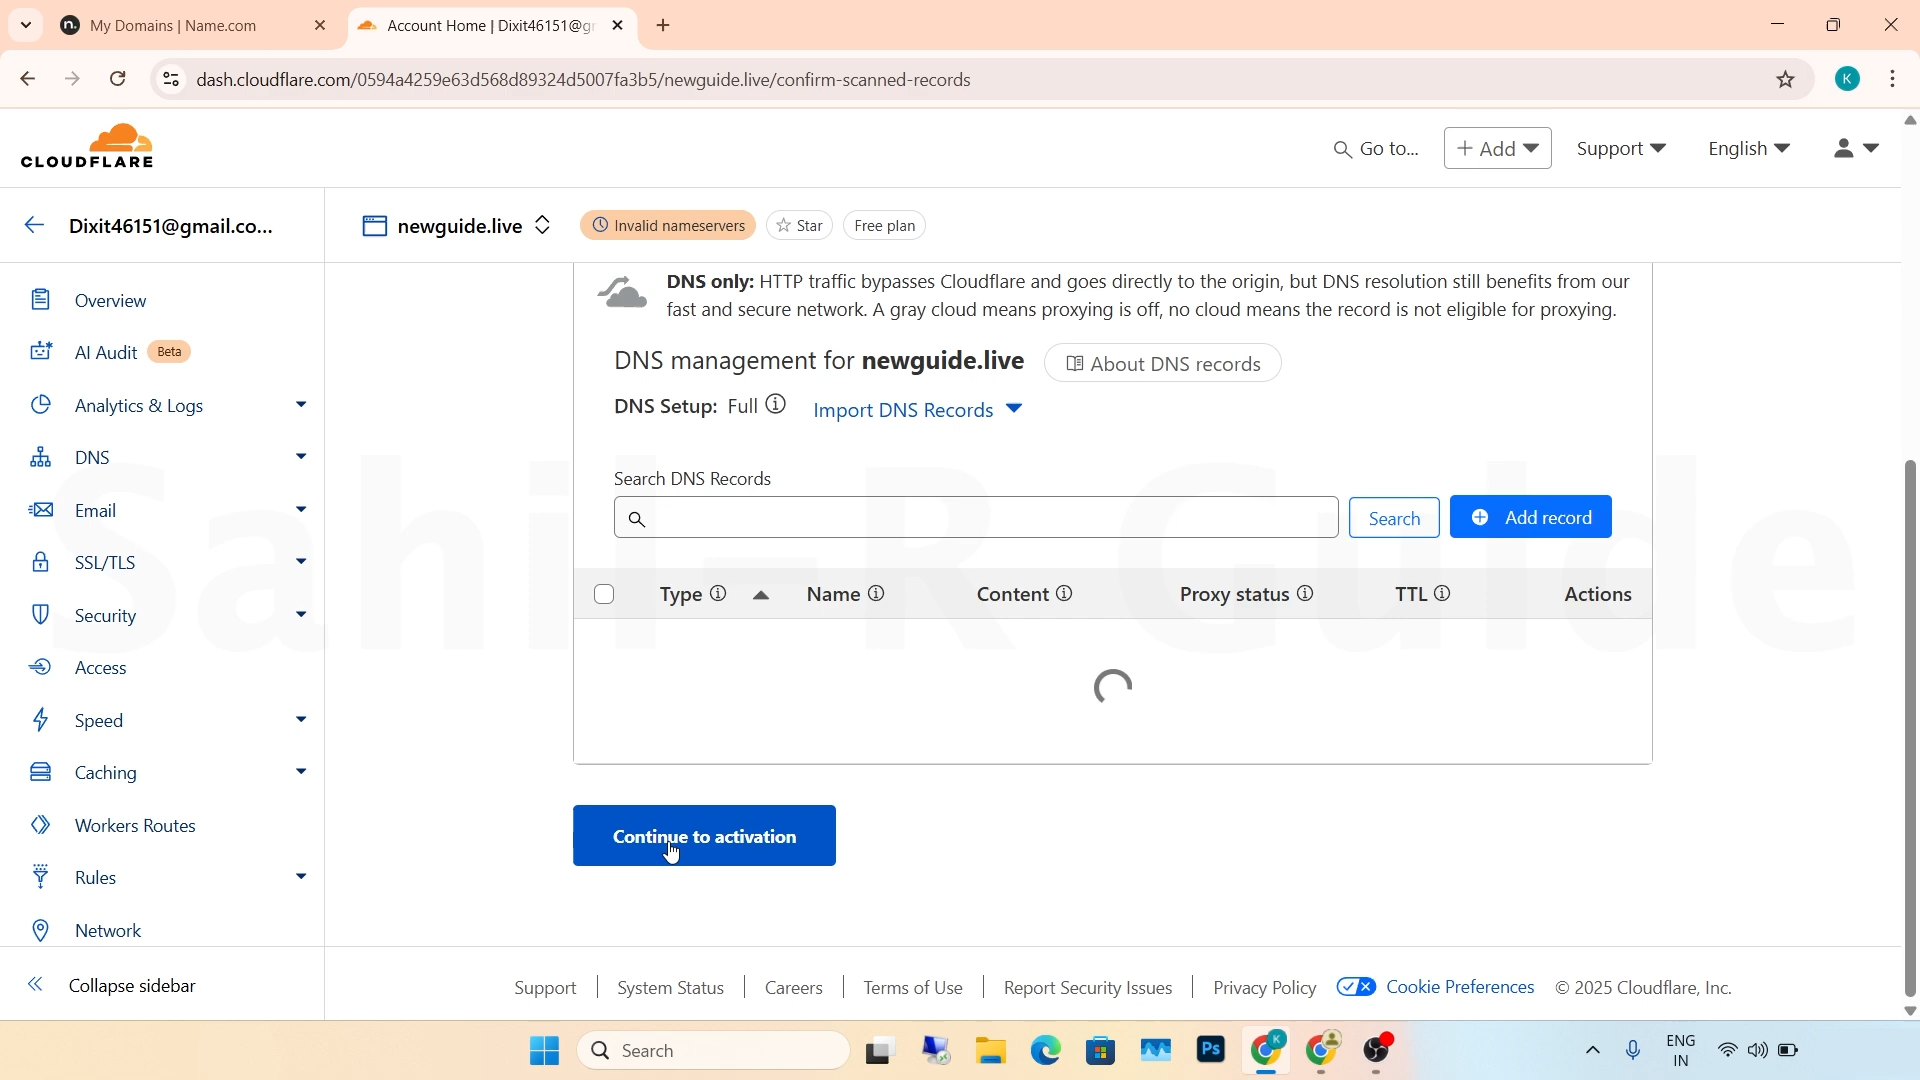 My Domains | Name.com
Account Home | Dixit46151@gr
dash.cloudflare.com/0594a4259e63d568d89324d5007fa3b5/newguide.live/confirm-scanned-records
K
CLOUDFLARE
Go to...
Add
Support
English
Dixit46151@gmail.co...
newguide.live
Invalid nameservers
Star
Free plan
Overview
AI Audit Beta
Analytics & Logs
DNS
Email
SSL/TLS
Security
Access
Speed
Caching
Workers Routes
Rules
Network
Collapse sidebar
DNS only: HTTP traffic bypasses Cloudflare and goes directly to the origin, but DNS resolution still benefits from our
fast and secure network. A gray cloud means proxying is off, no cloud means the record is not eligible for proxying.
DNS management for newguide.live
About DNS records
DNS Setup: Full
Import DNS Records
Search DNS Records
Search
Add record
Type Name Content Proxy status TTL Actions
Sahil-R Guide
Continue to activation
Support System Status Careers Terms of Use Report Security Issues Privacy Policy Cookie Preferences © 2025 Cloudflare, Inc.
Search
Ps
K
ENG
IN